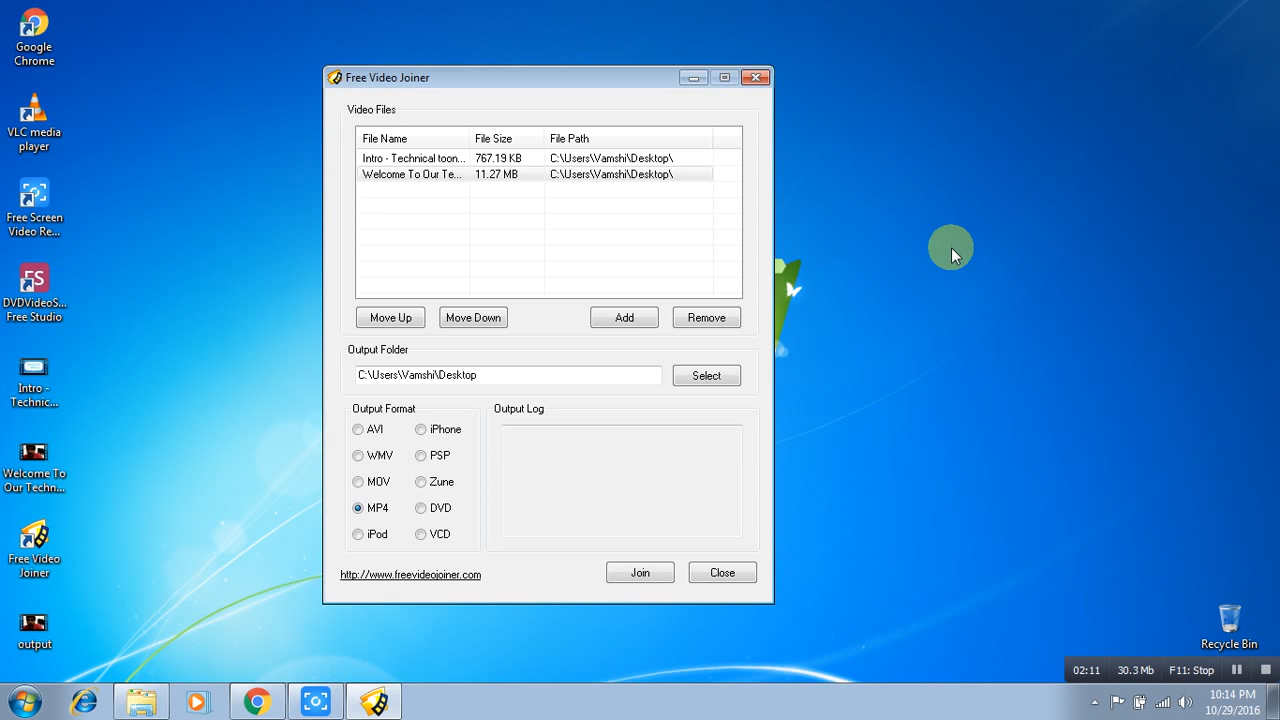 Google
Chrome
VLC media
player
Free Screen
Video Re...
DVDVideoS...
Free Studio
Intro -
Technic...
Welcome To
Our Techn...
Free Video
Joiner
output
Free Video Joiner
Video Files
File Name File Size File Path
Intro - Technical toon... 767.19 KB C:\Users\Vamshi\Desktop\
Welcome To Our Te... 11.27 MB C:\Users\Vamshi\Desktop\
Move Up Move Down Add Remove
Output Folder
C:\Users\Vamshi\Desktop Select
Output Format
AVI iPhone
WMV PSP
MOV Zune
MP4 DVD
iPod VCD
Output Log
http://www.freevideojoiner.com Join Close
Recycle Bin
02:11 30.3 Mb F11: Stop
10:14 PM
10/29/2016